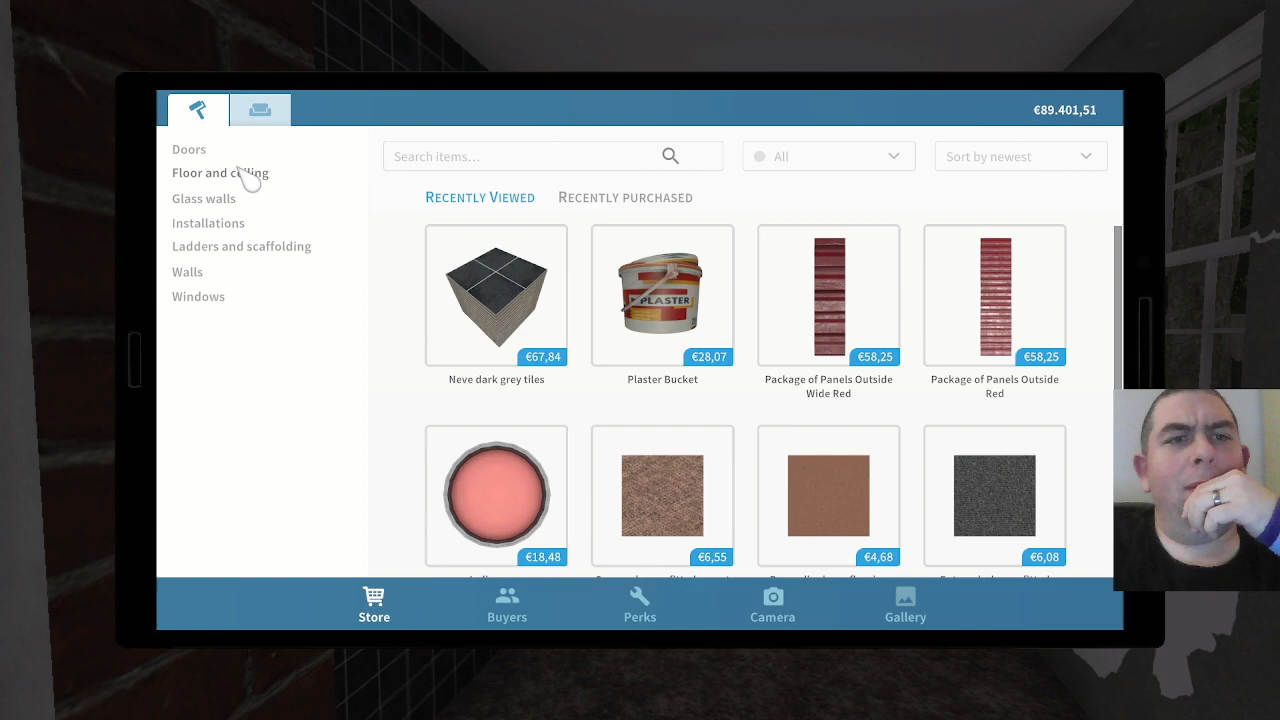 €89.401,51
Doors
Floor and ceiling
Glass walls
Installations
Ladders and scaffolding
Walls
Windows
Search items...
All
Sort by newest
RECENTLY VIEWED
RECENTLY PURCHASED
€67,84
Neve dark grey tiles
PLASTER
€28,07
Plaster Bucket
€58,25
Package of Panels Outside
Wide Red
€58,25
Package of Panels Outside
Red
€18,48
€6,55
€4,68
€6,08
Store
Buyers
Perks
Camera
Gallery